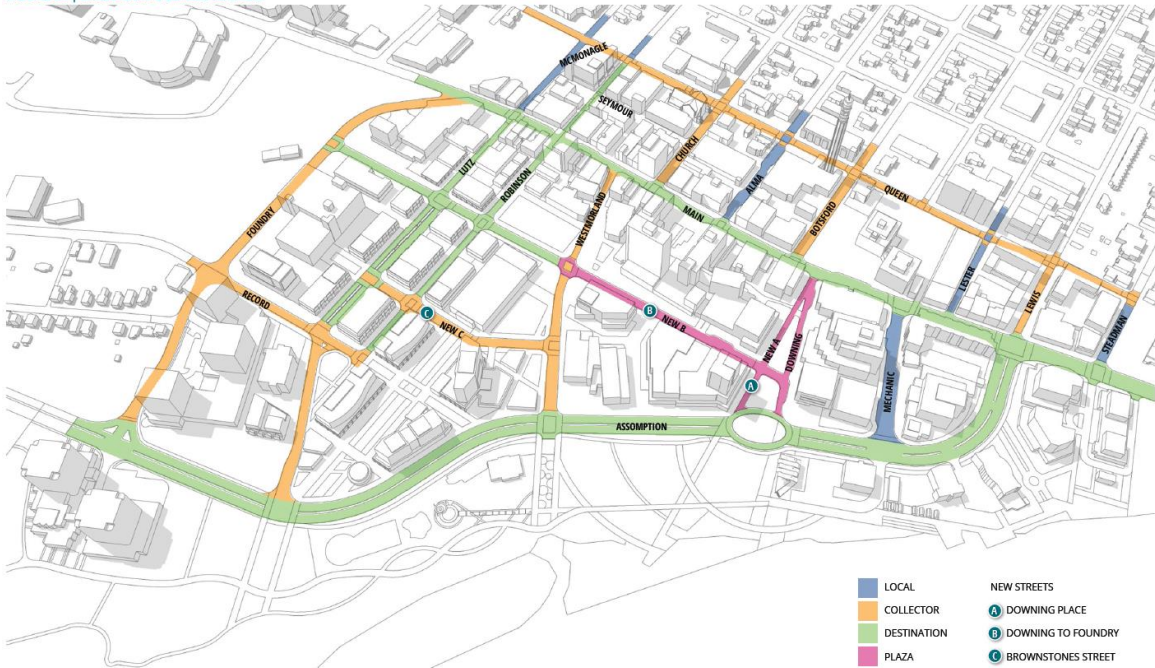 MCMONAGLE
SEYMOUR
CHURCH
LUTZ
ROBINSON
ALMA
QUEEN
WESTMORLAND
MAIN
BOTSFORD
FOUNDRY
LESTER
LEWIS
RECORD
C
NEW C
B
NEW B
NEW A
DOWNING
STEADMAN
MECHANIC
A
ASSOMPTION
LOCAL
COLLECTOR
DESTINATION
PLAZA
NEW STREETS
A DOWNING PLACE
B DOWNING TO FOUNDRY
C BROWNSTONES STREET